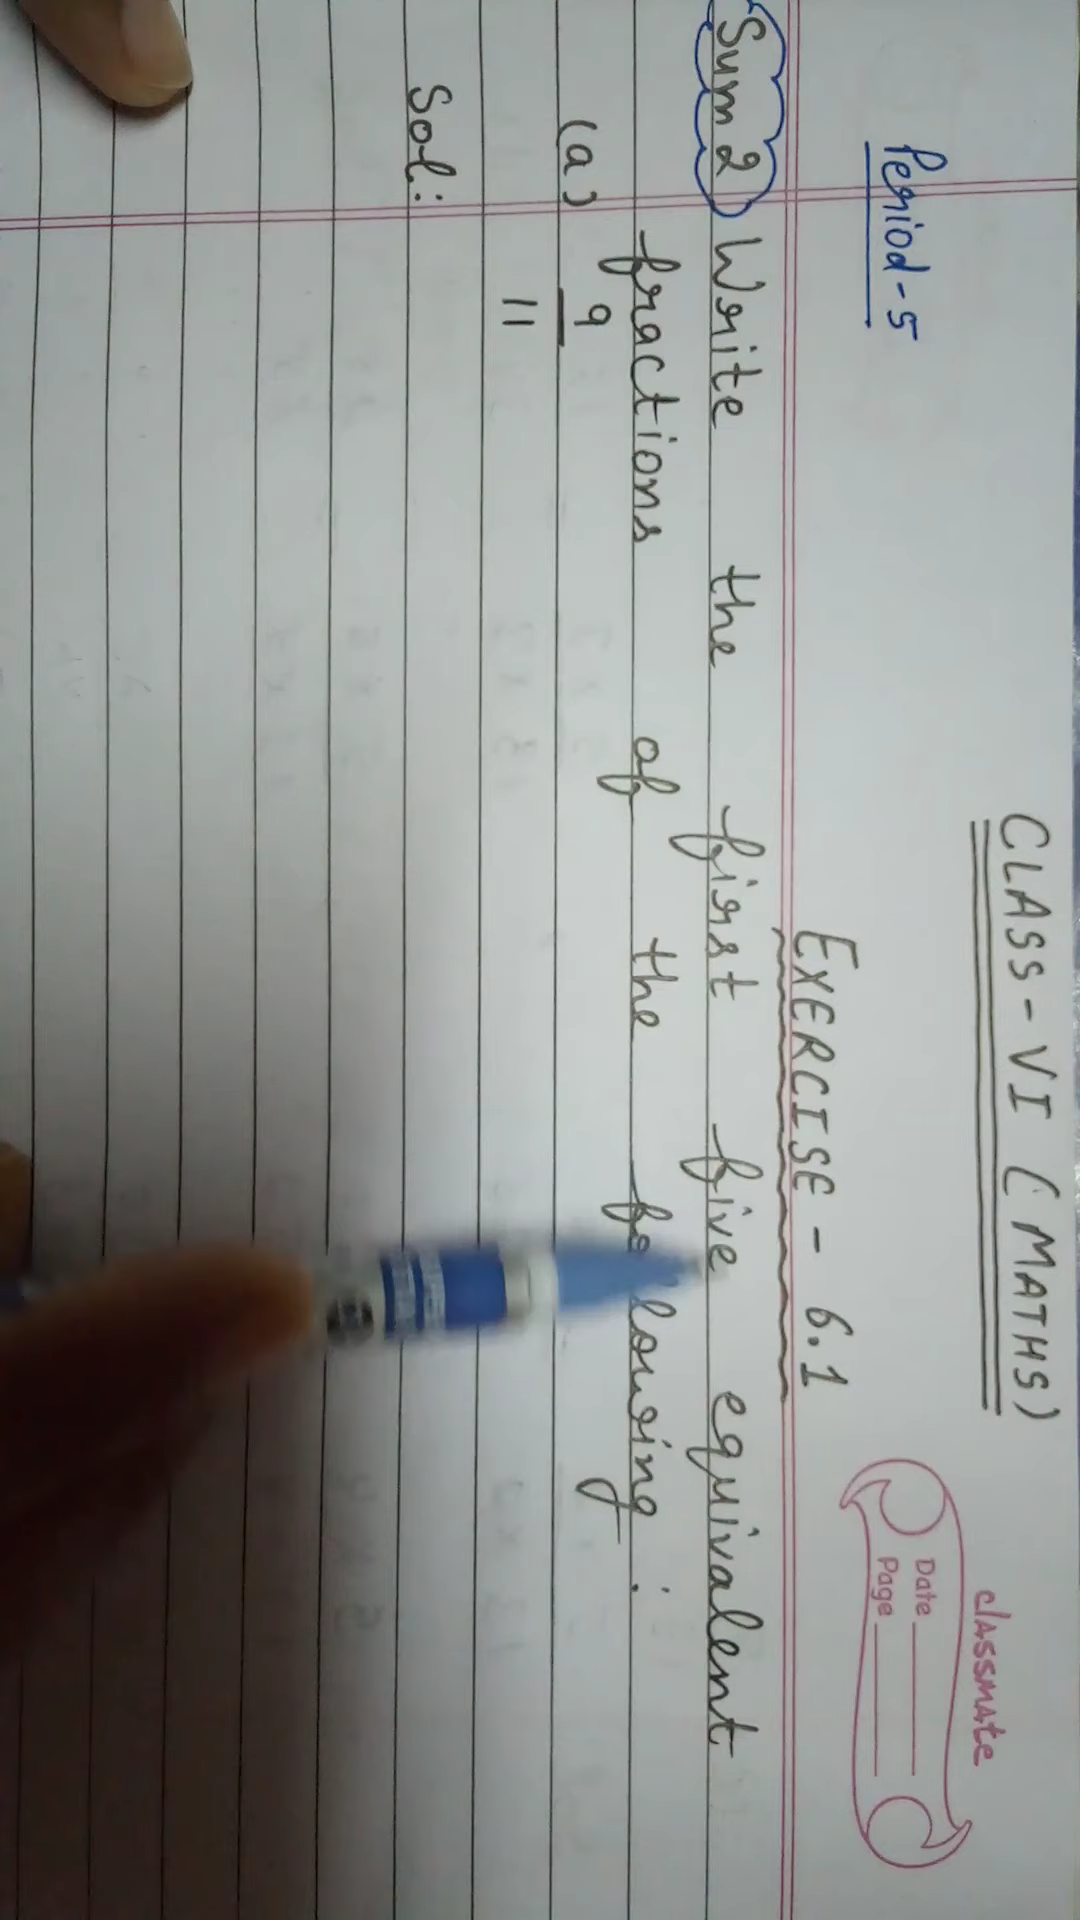 CLASS-VI (MATHS)
classmate
Date
Page
Period-5
EXERCISE - 6.1
Sum 2) Write the first five equivalent
fractions of the following :
(a) 9
11
Sol: